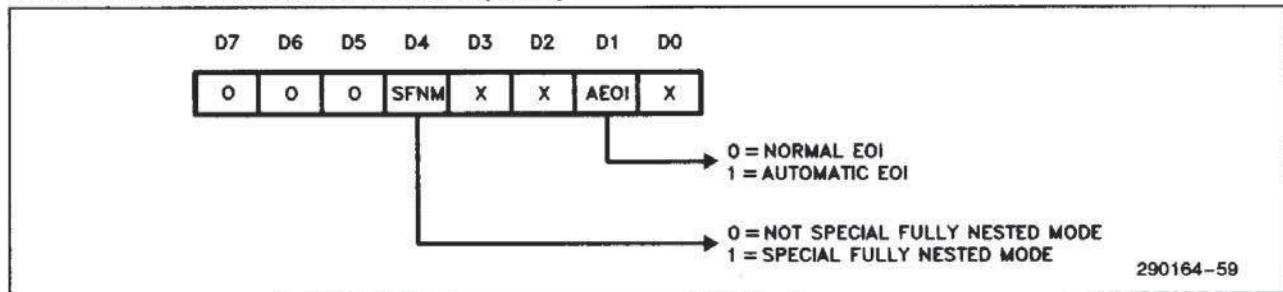 D7 D6 D5 D4 D3 D2 D1 D0
0 0 0 SFNM X X AEOI X
0 = NORMAL EOI
1 = AUTOMATIC EOI
0 = NOT SPECIAL FULLY NESTED MODE
1 = SPECIAL FULLY NESTED MODE
290164-59